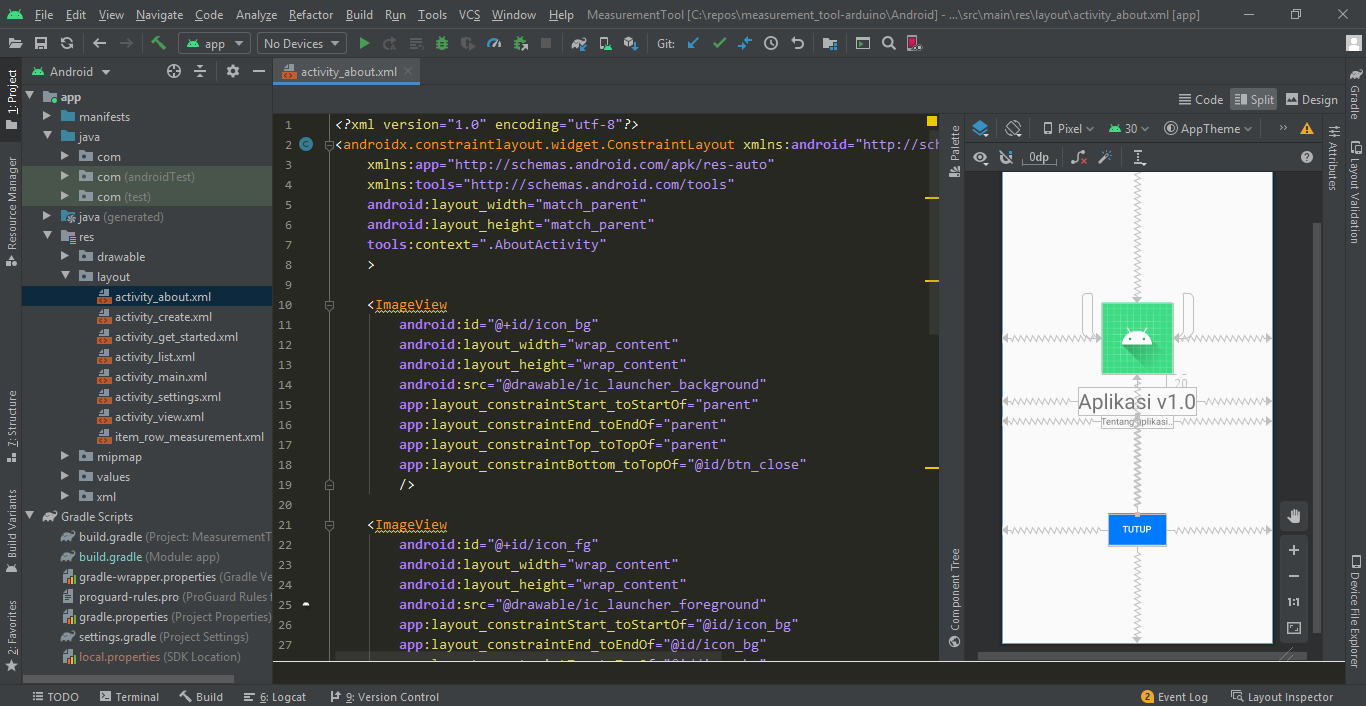 File Edit View Navigate Code Analyze Refactor Build Run Tools VCS Window Help MeasurementTool [C:\repos\measurement_tool-arduino\Android] - ...\src\main\res\layout\activity_about.xml [app]
app No Devices Git:
1: Project
Resource Manager
Z: Structure
Build Variants
2: Favorites
Android
app
manifests
java
com
com (androidTest)
com (test)
java (generated)
res
drawable
layout
activity_about.xml
activity_create.xml
activity_get_started.xml
activity_list.xml
activity_main.xml
activity_settings.xml
activity_view.xml
item_row_measurement.xml
mipmap
values
xml
Gradle Scripts
build.gradle (Project: MeasurementT
build.gradle (Module: app)
gradle-wrapper.properties (Gradle Ve
proguard-rules.pro (ProGuard Rules f
gradle.properties (Project Properties)
settings.gradle (Project Settings)
local.properties (SDK Location)
activity_about.xml
Code Split Design
1 <?xml version="1.0" encoding="utf-8"?>
2 C <androidx.constraintlayout.widget.ConstraintLayout xmlns:android="http://sch
3 xmlns:app="http://schemas.android.com/apk/res-auto"
4 xmlns:tools="http://schemas.android.com/tools"
5 android:layout_width="match_parent"
6 android:layout_height="match_parent"
7 tools:context=".AboutActivity"
8 >
9
10 <ImageView
11 android:id="@+id/icon_bg"
12 android:layout_width="wrap_content"
13 android:layout_height="wrap_content"
14 android:src="@drawable/ic_launcher_background"
15 app:layout_constraintStart_toStartOf="parent"
16 app:layout_constraintEnd_toEndOf="parent"
17 app:layout_constraintTop_toTopOf="parent"
18 app:layout_constraintBottom_toTopOf="@id/btn_close"
19 />
20
21 <ImageView
22 android:id="@+id/icon_fg"
23 android:layout_width="wrap_content"
24 android:layout_height="wrap_content"
25 android:src="@drawable/ic_launcher_foreground"
26 app:layout_constraintStart_toStartOf="@id/icon_bg"
27 app:layout_constraintEnd_toEndOf="@id/icon_bg"
Palette
Component Tree
Pixel 30 AppTheme
0dp
20
Aplikasi v1.0
Tentang aplikasi..
TUTUP
1:1
Attributes
Gradle
Layout Validation
Device File Explorer
TODO Terminal Build 6: Logcat 9: Version Control 2 Event Log Layout Inspector